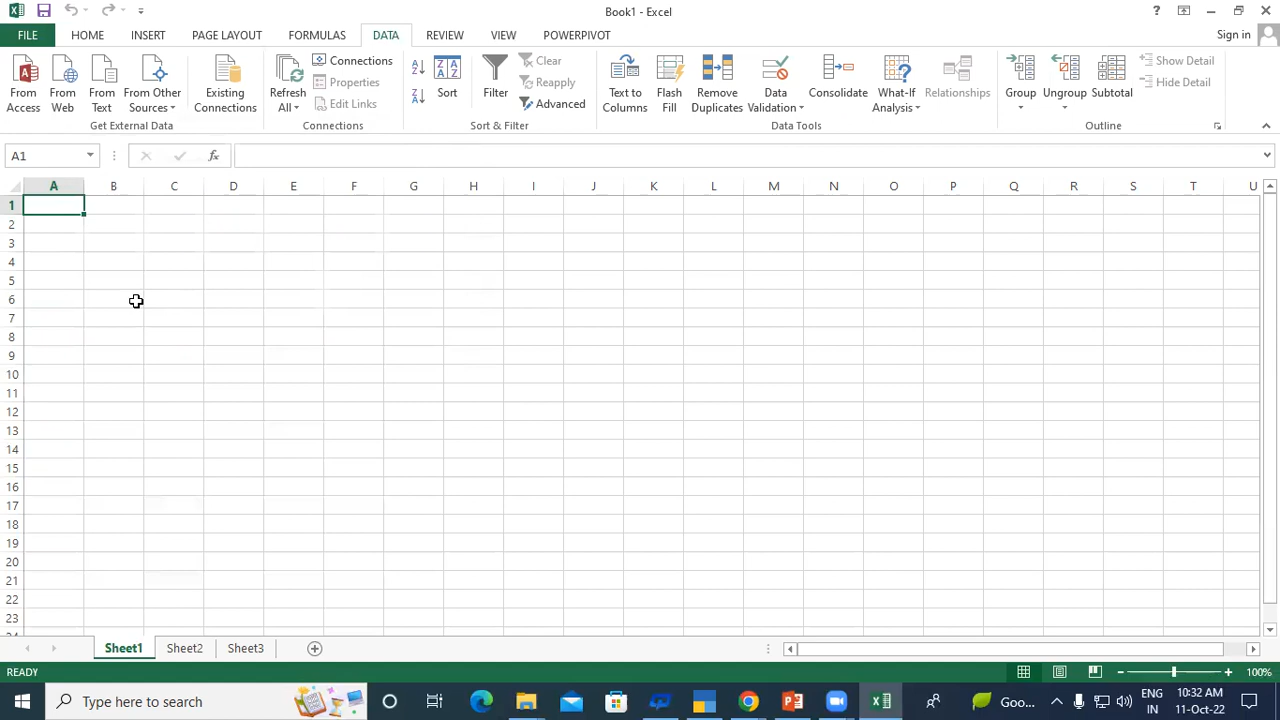 Book1 - Excel
FILE HOME INSERT PAGE LAYOUT FORMULAS DATA REVIEW VIEW POWERPIVOT Sign in
From Access
From Web
From Text
From Other Sources
Existing Connections
Get External Data
Refresh All
Connections
Properties
Edit Links
Connections
Sort
Filter
Clear
Reapply
Advanced
Sort & Filter
Text to Columns
Flash Fill
Remove Duplicates
Data Validation
Consolidate
What-If Analysis
Relationships
Data Tools
Group
Ungroup
Subtotal
Show Detail
Hide Detail
Outline
A1
fx
A B C D E F G H I J K L M N O P Q R S T U
1
2
3
4
5
6
7
8
9
10
11
12
13
14
15
16
17
18
19
20
21
22
23
Sheet1 Sheet2 Sheet3
READY 100%
Type here to search
Goo...
ENG IN
10:32 AM
11-Oct-22